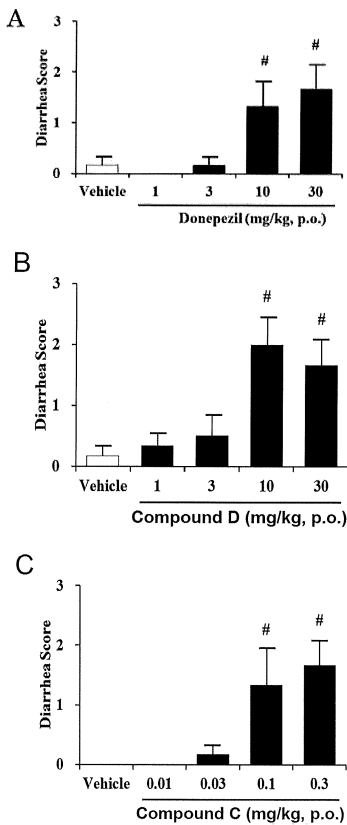 A
Diarrhea Score
3
2
1
0
# #
Vehicle 1 3 10 30
Donepezil (mg/kg, p.o.)
B
Diarrhea Score
3
2
1
0
# #
Vehicle 1 3 10 30
Compound D (mg/kg, p.o.)
C
Diarrhea Score
3
2
1
0
# #
Vehicle 0.01 0.03 0.1 0.3
Compound C (mg/kg, p.o.)